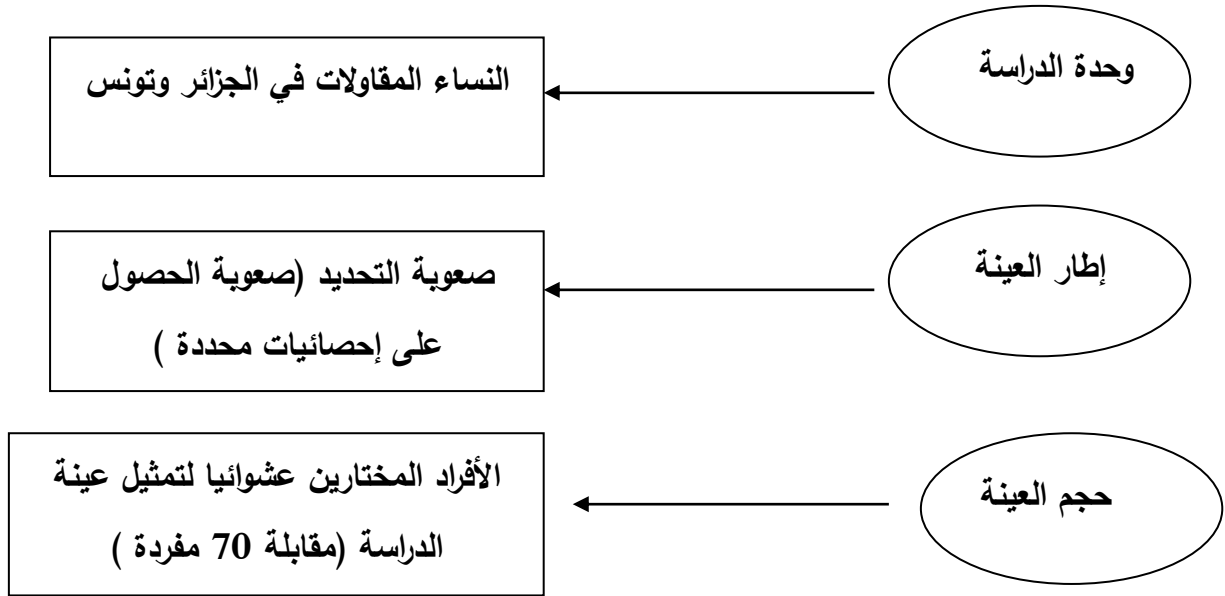 وحدة الدراسة
النساء المقاولات في الجزائر وتونس
إطار العينة
صعوبة التحديد (صعوبة الحصول
على إحصائيات محددة )
حجم العينة
الأفراد المختارين عشوائيا لتمثيل عينة
الدراسة (مقابلة 70 مفردة )